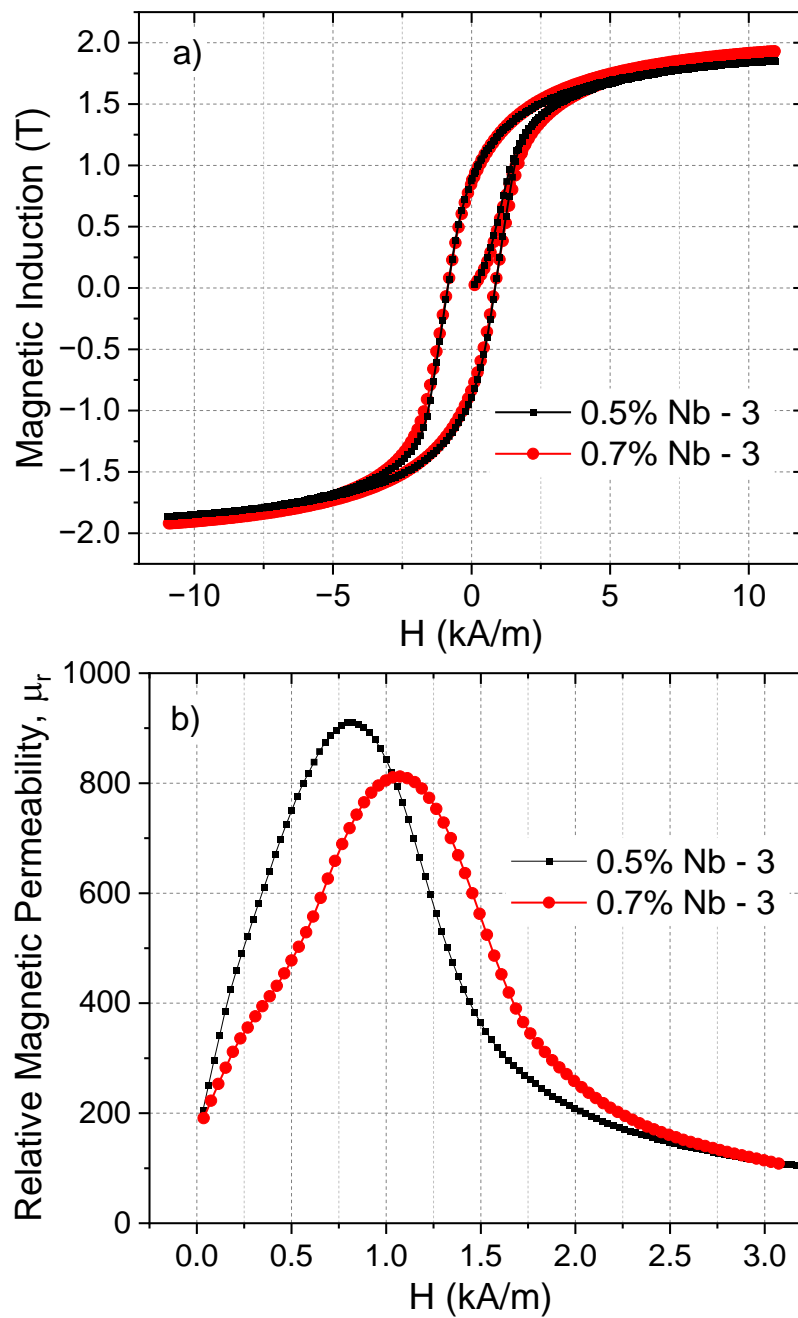 a)
Magnetic Induction (T)
2.0
1.5
1.0
0.5
0.0
−0.5
−1.0
−1.5
−2.0
0.5% Nb - 3
0.7% Nb - 3
−10 −5 0 5 10
H (kA/m)
b)
Relative Magnetic Permeability, μr
1000
800
600
400
200
0
0.5% Nb - 3
0.7% Nb - 3
0.0 0.5 1.0 1.5 2.0 2.5 3.0
H (kA/m)